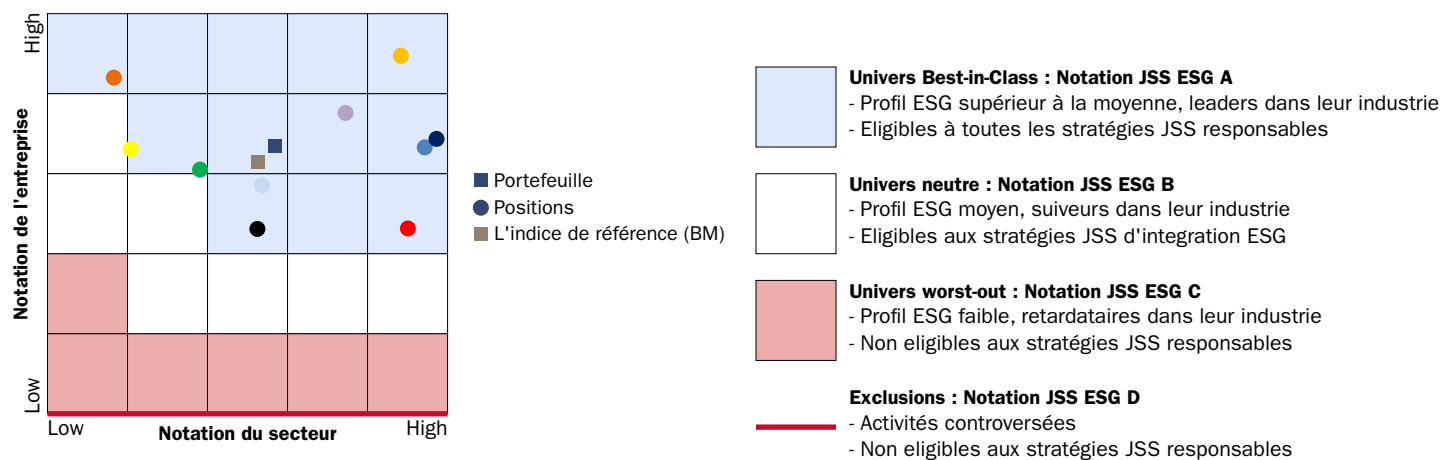 High
Notation de l'entreprise
Low
Low
Notation du secteur
High
Portefeuille
Positions
L'indice de référence (BM)
Univers Best-in-Class : Notation JSS ESG A
- Profil ESG supérieur à la moyenne, leaders dans leur industrie
- Eligibles à toutes les stratégies JSS responsables
Univers neutre : Notation JSS ESG B
- Profil ESG moyen, suiveurs dans leur industrie
- Eligibles aux stratégies JSS d'integration ESG
Univers worst-out : Notation JSS ESG C
- Profil ESG faible, retardataires dans leur industrie
- Non eligibles aux stratégies JSS responsables
Exclusions : Notation JSS ESG D
- Activités controversées
- Non eligibles aux stratégies JSS responsables